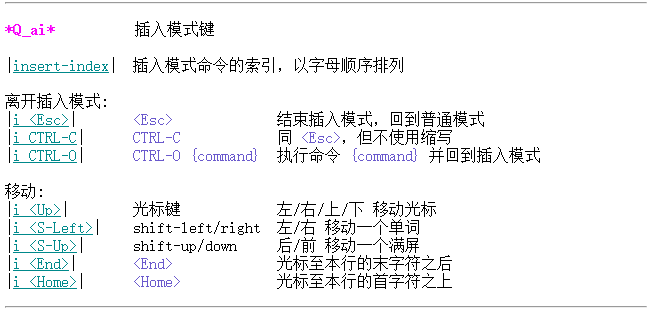 *Q_ai* 插入模式键
|insert-index| 插入模式命令的索引，以字母顺序排列
离开插入模式:
|i_<Esc>| <Esc> 结束插入模式，回到普通模式
|i_CTRL-C| CTRL-C 同 <Esc>，但不使用缩写
|i_CTRL-O| CTRL-O {command} 执行命令 {command} 并回到插入模式
移动:
|i_<Up>| 光标键 左/右/上/下 移动光标
|i_<S-Left>| shift-left/right 左/右 移动一个单词
|i_<S-Up>| shift-up/down 后/前 移动一个满屏
|i_<End>| <End> 光标至本行的末字符之后
|i_<Home>| <Home> 光标至本行的首字符之上